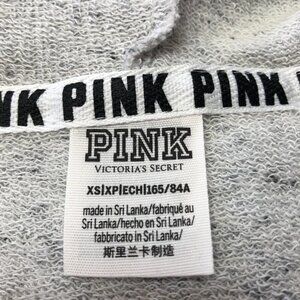 NK PINK PINK
PINK
VICTORIA'S SECRET
XS|XP|ECH|165/84A
made in Sri Lanka/fabriqué au
Sri Lanka/hecho en Sri Lanka/
fabbricato in Sri Lanka/
斯里兰卡制造